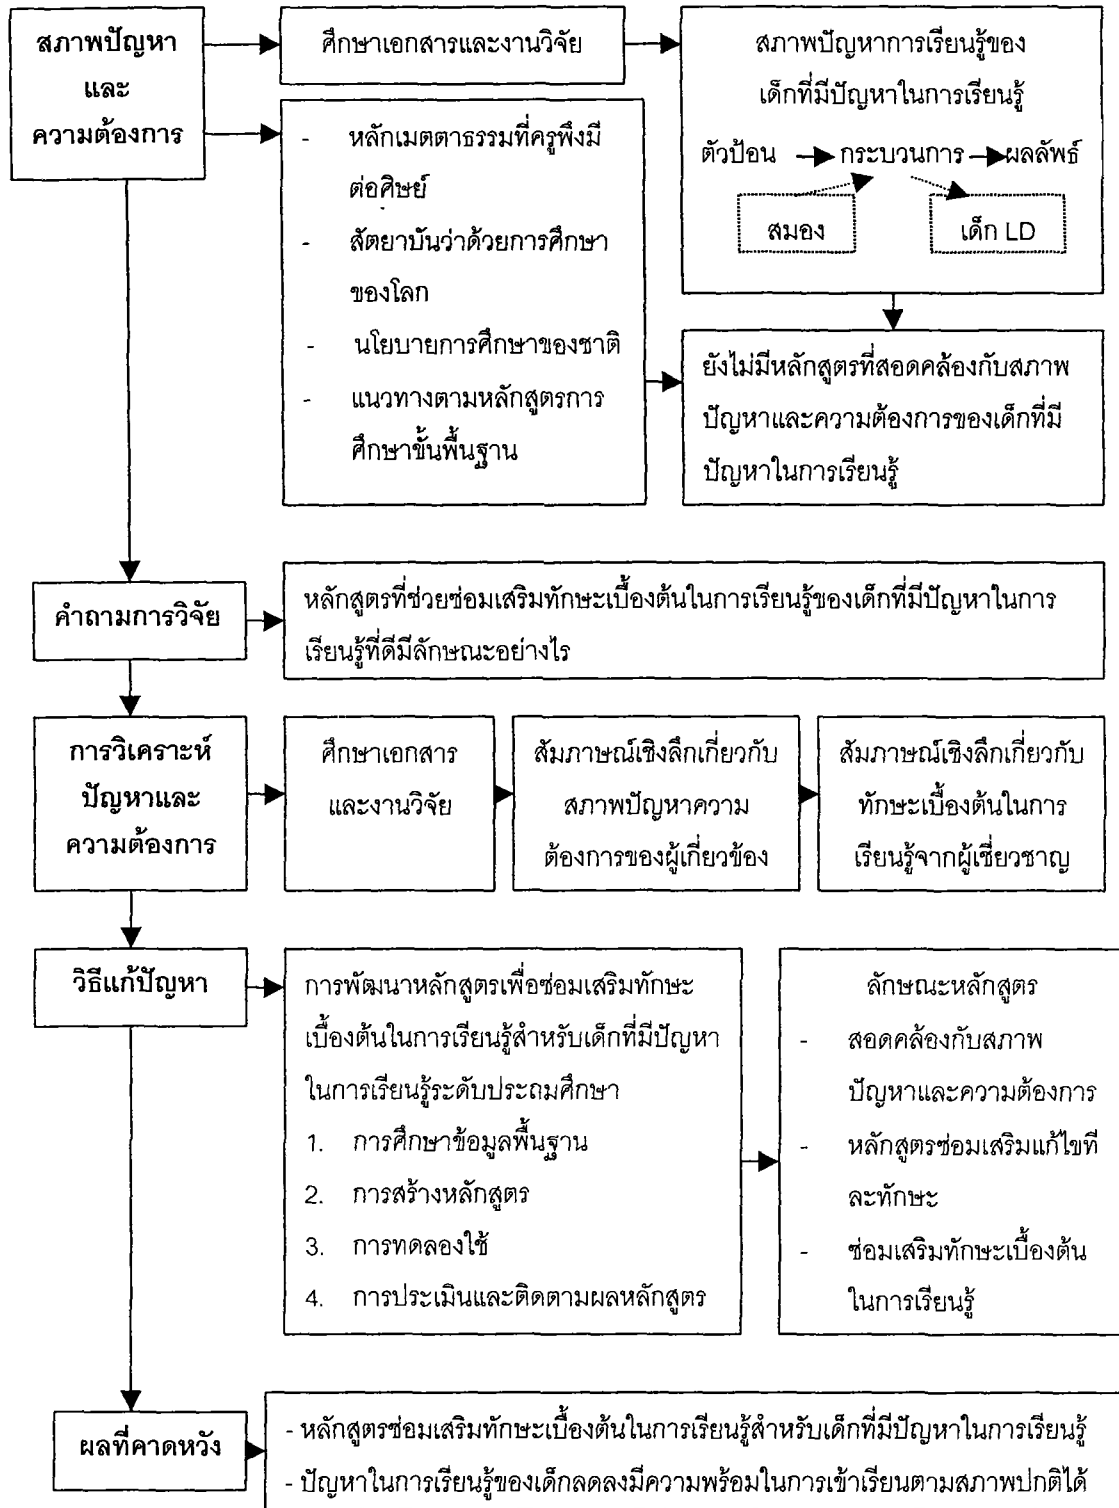 สภาพปัญหา
และ
ความต้องการ
ศึกษาเอกสารและงานวิจัย
สภาพปัญหาการเรียนรู้ของ
เด็กที่มีปัญหาในการเรียนรู้
ตัวป้อน กระบวนการ ผลลัพธ์
สมอง เด็ก LD
- หลักเมตตาธรรมที่ครูพึงมี
ต่อศิษย์
- สัตยาบันว่าด้วยการศึกษา
ของโลก
- นโยบายการศึกษาของชาติ
- แนวทางตามหลักสูตรการ
ศึกษาขั้นพื้นฐาน
ยังไม่มีหลักสูตรที่สอดคล้องกับสภาพ
ปัญหาและความต้องการของเด็กที่มี
ปัญหาในการเรียนรู้
คำถามการวิจัย
หลักสูตรที่ช่วยซ่อมเสริมทักษะเบื้องต้นในการเรียนรู้ของเด็กที่มีปัญหาในการ
เรียนรู้ที่ดีมีลักษณะอย่างไร
การวิเคราะห์
ปัญหาและ
ความต้องการ
ศึกษาเอกสาร
และงานวิจัย
สัมภาษณ์เชิงลึกเกี่ยวกับ
สภาพปัญหาความ
ต้องการของผู้เกี่ยวข้อง
สัมภาษณ์เชิงลึกเกี่ยวกับ
ทักษะเบื้องต้นในการ
เรียนรู้จากผู้เชี่ยวชาญ
วิธีแก้ปัญหา
การพัฒนาหลักสูตรเพื่อซ่อมเสริมทักษะ
เบื้องต้นในการเรียนรู้สำหรับเด็กที่มีปัญหา
ในการเรียนรู้ระดับประถมศึกษา
1. การศึกษาข้อมูลพื้นฐาน
2. การสร้างหลักสูตร
3. การทดลองใช้
4. การประเมินและติดตามผลหลักสูตร
ลักษณะหลักสูตร
- สอดคล้องกับสภาพ
ปัญหาและความต้องการ
- หลักสูตรซ่อมเสริมแก้ไขที
ละทักษะ
- ซ่อมเสริมทักษะเบื้องต้น
ในการเรียนรู้
ผลที่คาดหวัง
- หลักสูตรซ่อมเสริมทักษะเบื้องต้นในการเรียนรู้สำหรับเด็กที่มีปัญหาในการเรียนรู้
- ปัญหาในการเรียนรู้ของเด็กลดลงมีความพร้อมในการเข้าเรียนตามสภาพปกติได้